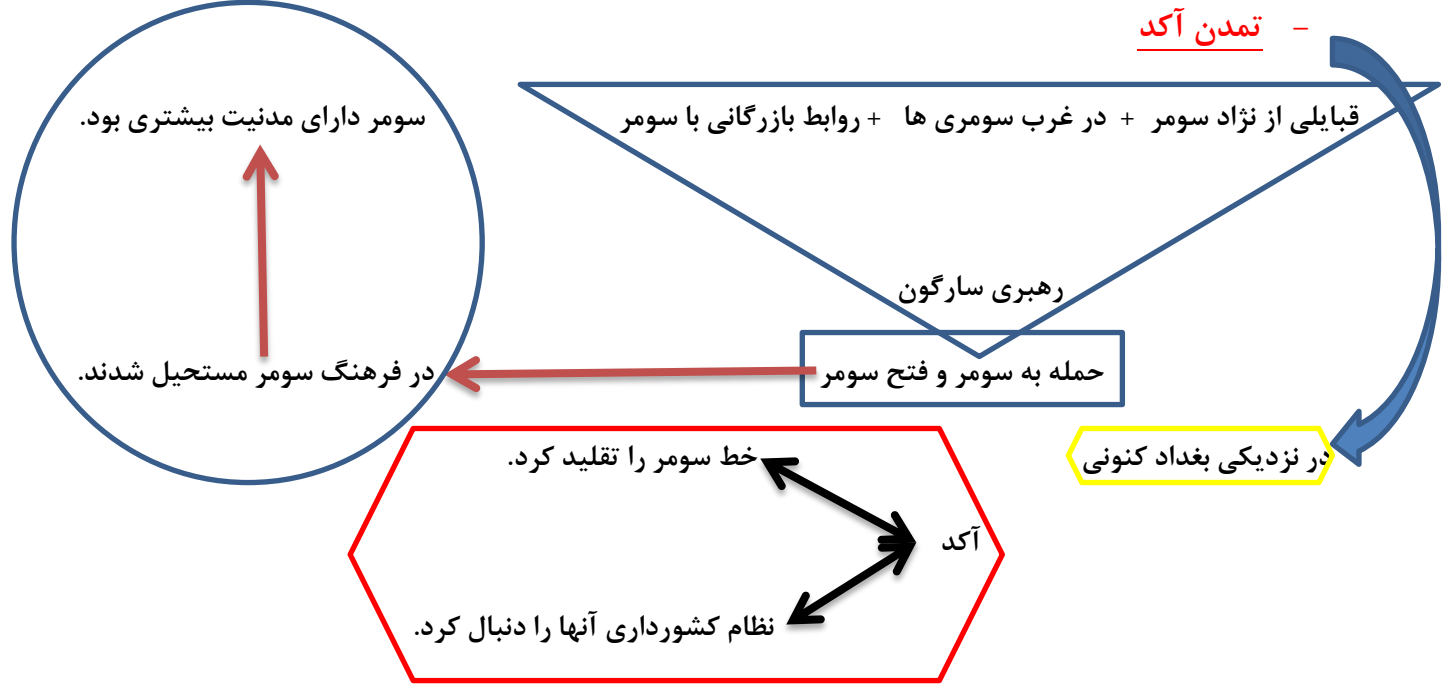 – تمدن آکد
قبایلی از نژاد سومر + در غرب سومری ها + روابط بازرگانی با سومر
رهبری سارگون
حمله به سومر و فتح سومر
در فرهنگ سومر مستحیل شدند.
سومر دارای مدنیت بیشتری بود.
در نزدیکی بغداد کنونی
خط سومر را تقلید کرد.
آکد
نظام کشورداری آنها را دنبال کرد.